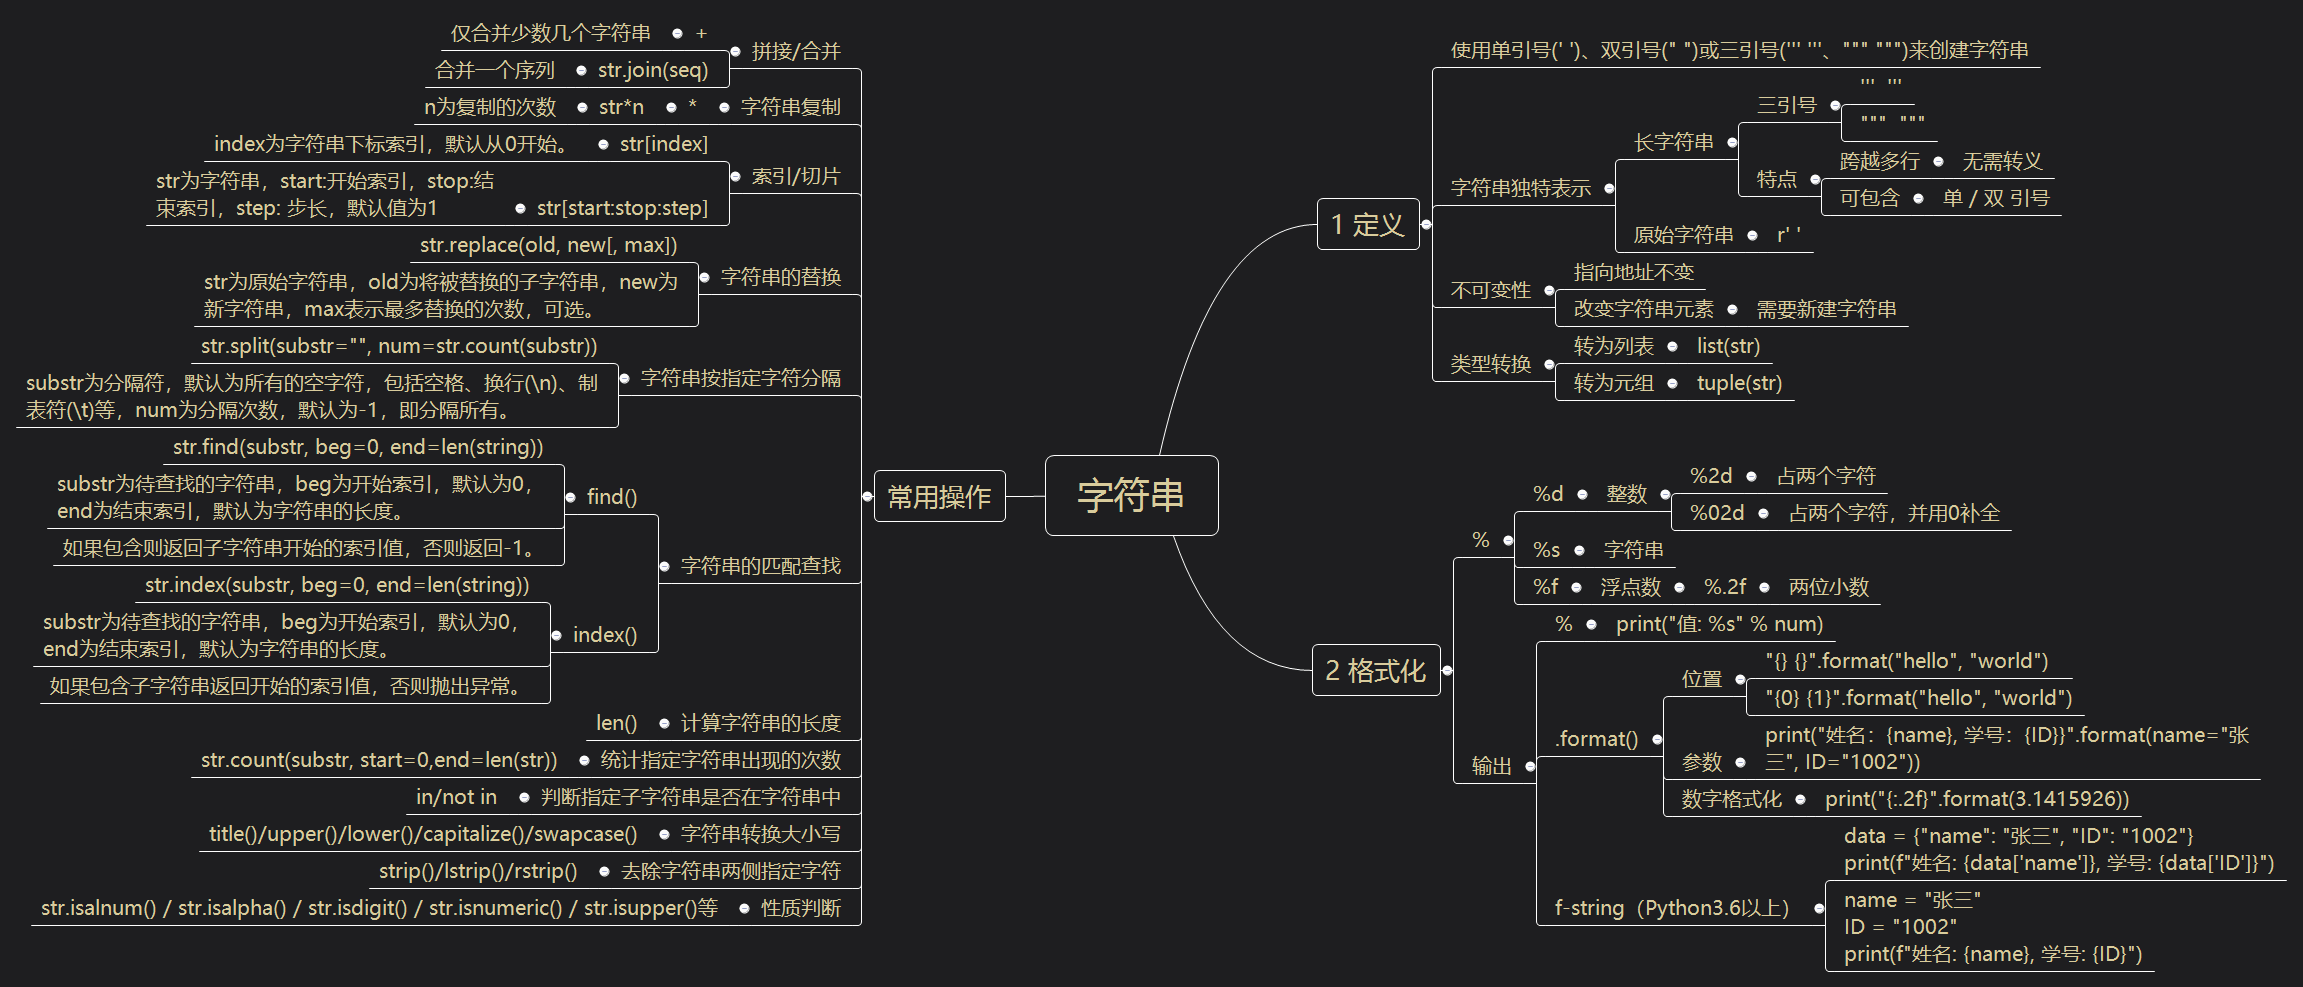 字符串
1 定义
使用单引号(' ')、双引号(" ")或三引号(''' '''、""" """)来创建字符串
字符串独特表示
长字符串
三引号
''' '''
""" """
特点
跨越多行
无需转义
可包含
单 / 双 引号
原始字符串
r' '
不可变性
指向地址不变
改变字符串元素
需要新建字符串
类型转换
转为列表
list(str)
转为元组
tuple(str)
2 格式化
%
%d
整数
%2d
占两个字符
%02d
占两个字符，并用0补全
%s
字符串
%f
浮点数
%.2f
两位小数
输出
%
print("值: %s" % num)
.format()
位置
"{} {}".format("hello", "world")
"{0} {1}".format("hello", "world")
参数
print("姓名：{name}, 学号：{ID}}".format(name="张
三", ID="1002"))
数字格式化
print("{:.2f}".format(3.1415926))
f-string（Python3.6以上）
data = {"name": "张三", "ID": "1002"}
print(f"姓名: {data['name']}, 学号: {data['ID']}")
name = "张三"
ID = "1002"
print(f"姓名: {name}, 学号: {ID}")
常用操作
拼接/合并
+
仅合并少数几个字符串
str.join(seq)
合并一个序列
字符串复制
*
str*n
n为复制的次数
索引/切片
str[index]
index为字符串下标索引，默认从0开始。
str[start:stop:step]
str为字符串，start:开始索引，stop:结
束索引，step: 步长，默认值为1
字符串的替换
str.replace(old, new[, max])
str为原始字符串，old为将被替换的子字符串，new为
新字符串，max表示最多替换的次数，可选。
字符串按指定字符分隔
str.split(substr="", num=str.count(substr))
substr为分隔符，默认为所有的空字符，包括空格、换行(\n)、制
表符(\t)等，num为分隔次数，默认为-1，即分隔所有。
字符串的匹配查找
find()
str.find(substr, beg=0, end=len(string))
substr为待查找的字符串，beg为开始索引，默认为0，
end为结束索引，默认为字符串的长度。
如果包含则返回子字符串开始的索引值，否则返回-1。
index()
str.index(substr, beg=0, end=len(string))
substr为待查找的字符串，beg为开始索引，默认为0，
end为结束索引，默认为字符串的长度。
如果包含子字符串返回开始的索引值，否则抛出异常。
计算字符串的长度
len()
统计指定字符串出现的次数
str.count(substr, start=0,end=len(str))
判断指定子字符串是否在字符串中
in/not in
字符串转换大小写
title()/upper()/lower()/capitalize()/swapcase()
去除字符串两侧指定字符
strip()/lstrip()/rstrip()
性质判断
str.isalnum() / str.isalpha() / str.isdigit() / str.isnumeric() / str.isupper()等